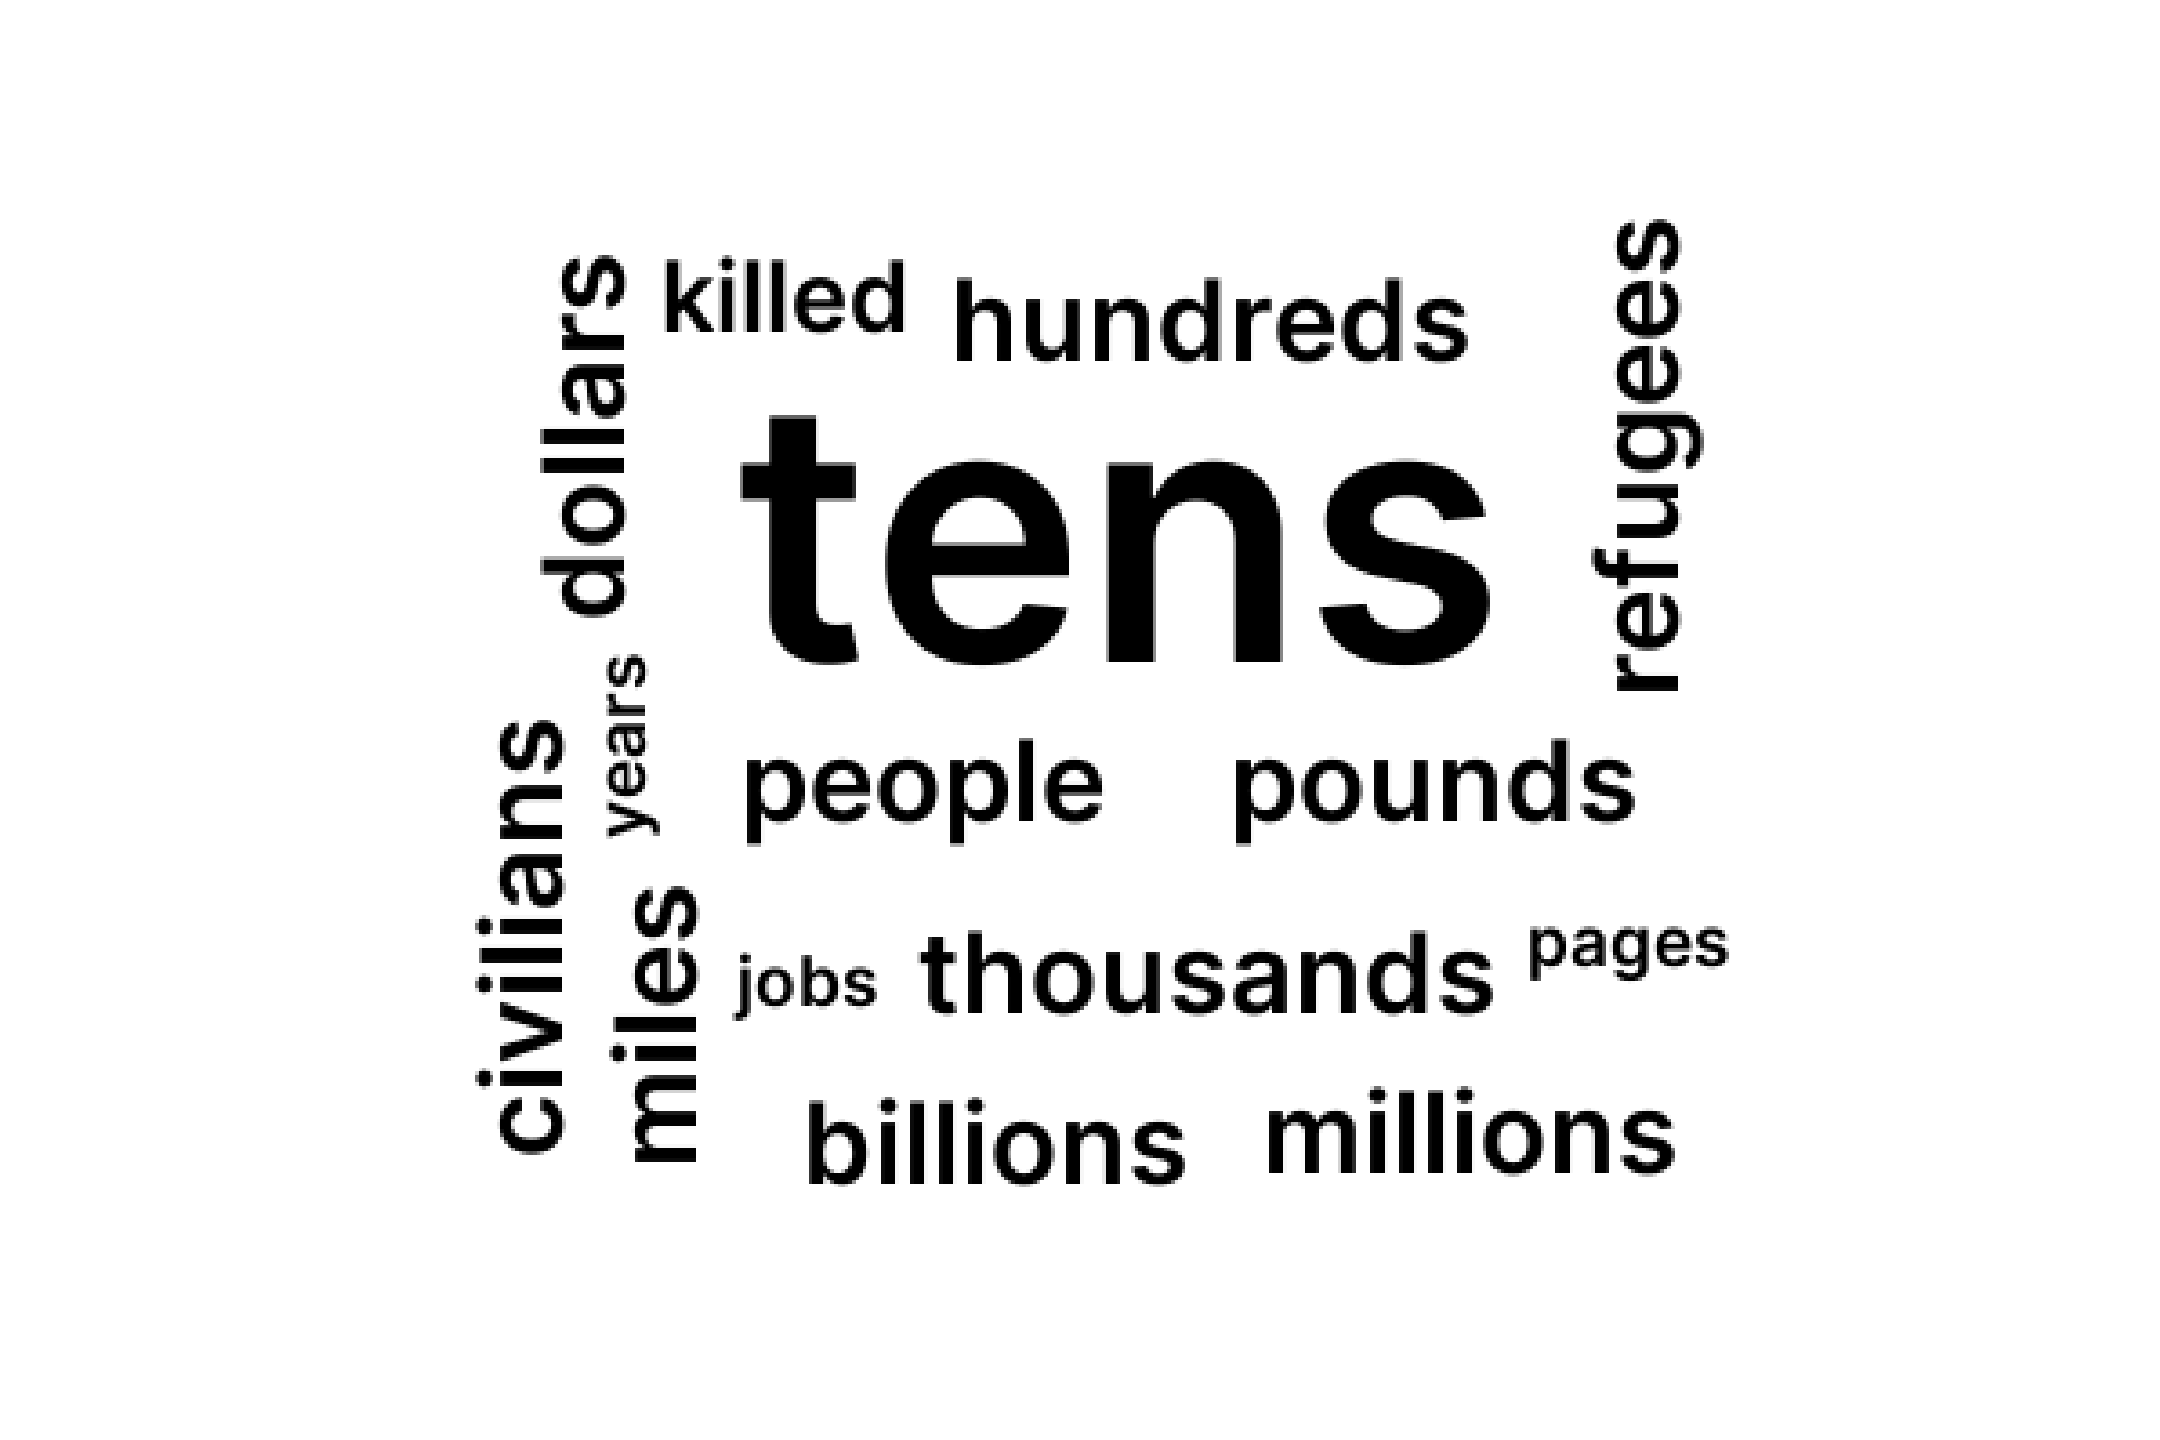 killed
hundreds
refugees
dollars
tens
years
people
pounds
civilians
miles
jobs
thousands
pages
billions
millions